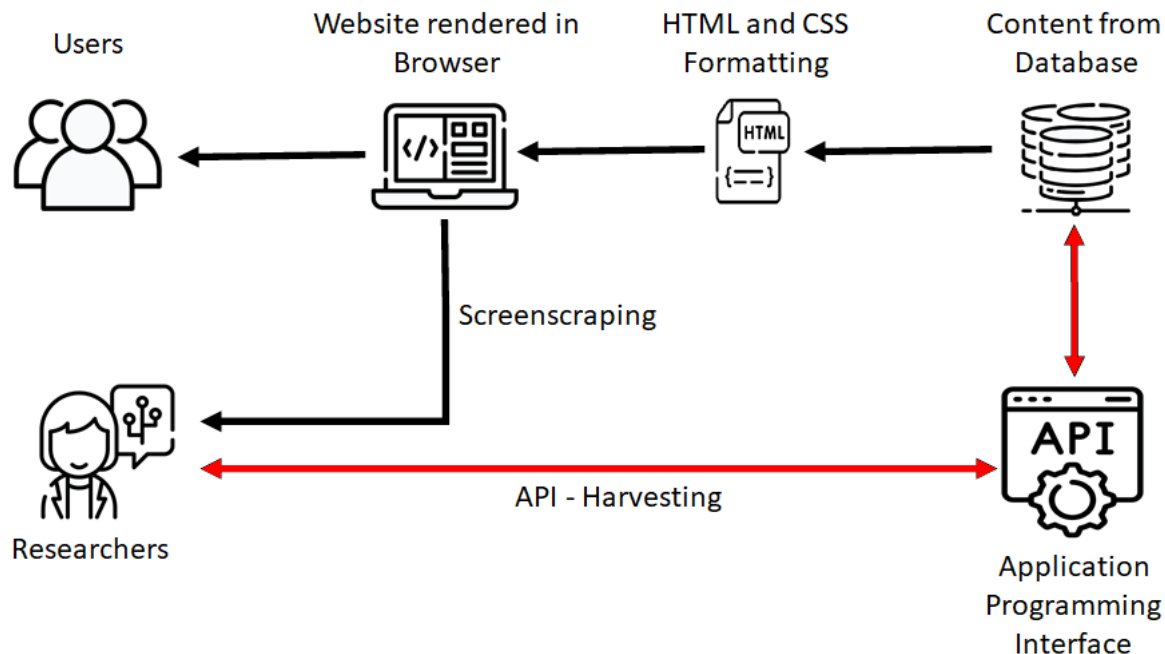 Users
Website rendered in
Browser
HTML and CSS
Formatting
Content from
Database
</>
HTML
{==}
Screenscraping
API
API - Harvesting
Researchers
Application
Programming
Interface